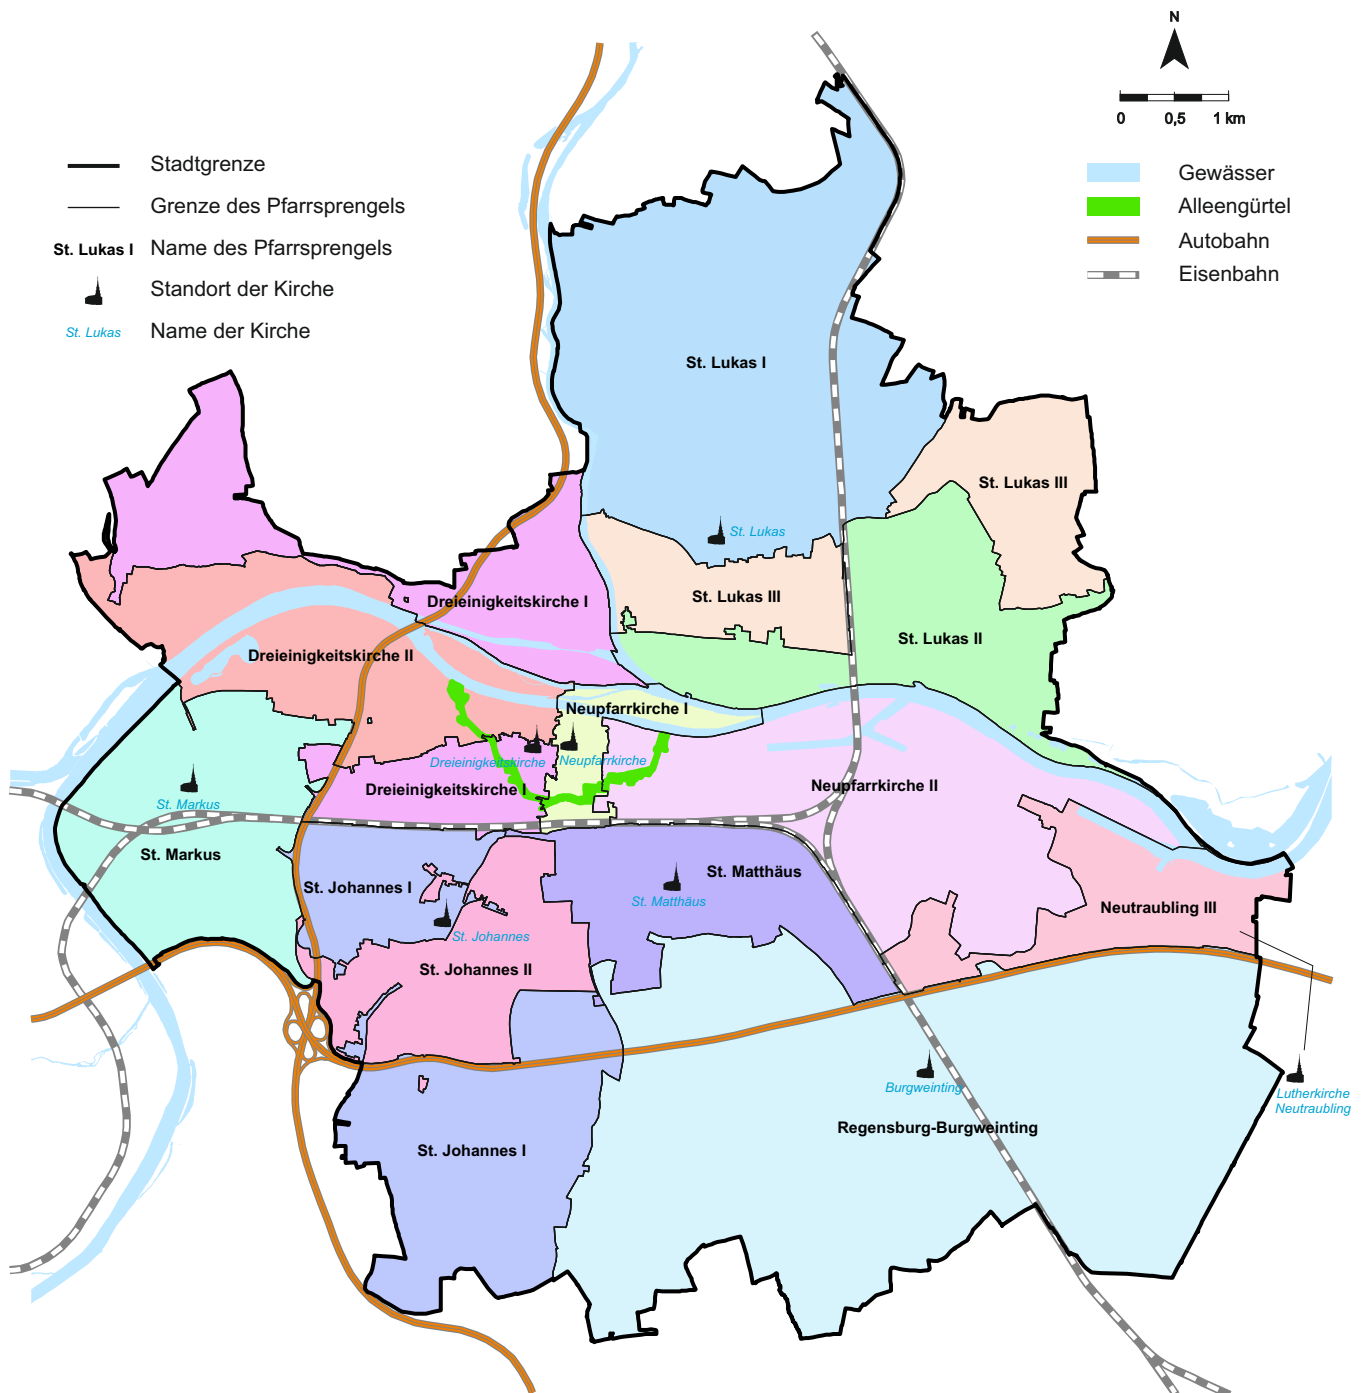 N
0 0,5 1 km
Stadtgrenze
Grenze des Pfarrsprengels
St. Lukas I Name des Pfarrsprengels
Standort der Kirche
St. Lukas Name der Kirche
Gewässer
Alleengürtel
Autobahn
Eisenbahn
St. Lukas I
St. Lukas III
St. Lukas
St. Lukas III
Dreieinigkeitskirche I
St. Lukas II
Dreieinigkeitskirche II
Neupfarrkirche I
Dreieinigkeitskirche
Neupfarrkirche
Dreieinigkeitskirche I
Neupfarrkirche II
St. Markus
St. Markus
St. Matthäus
St. Johannes I
St. Matthäus
Neutraubling III
St. Johannes
St. Johannes II
Burgweinting
Lutherkirche
Neutraubling
Regensburg-Burgweinting
St. Johannes I